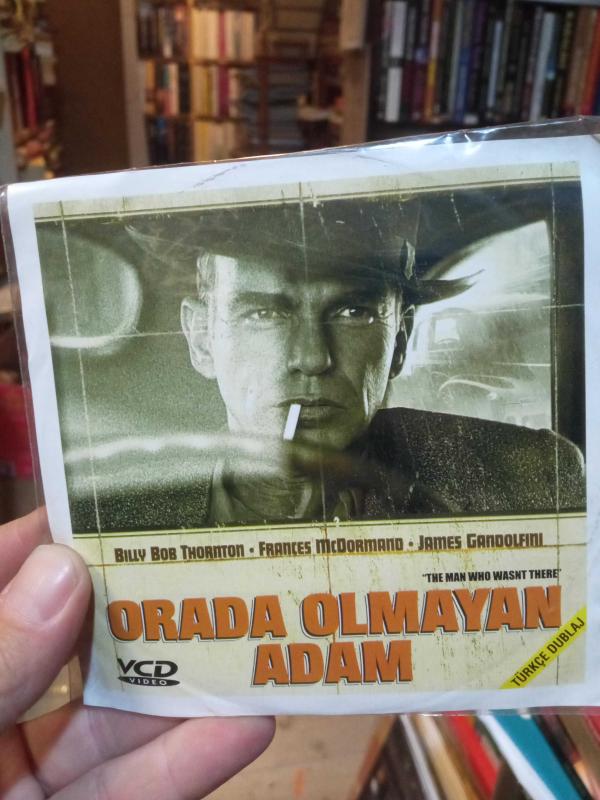 BILLY BOB THORNTON • FRANCES MCDORMAND • JAMES GANDOLFINI
"THE MAN WHO WASNT THERE"
ORADA OLMAYAN
ADAM
VCD
VIDEO
TÜRKÇE DUBLAJ